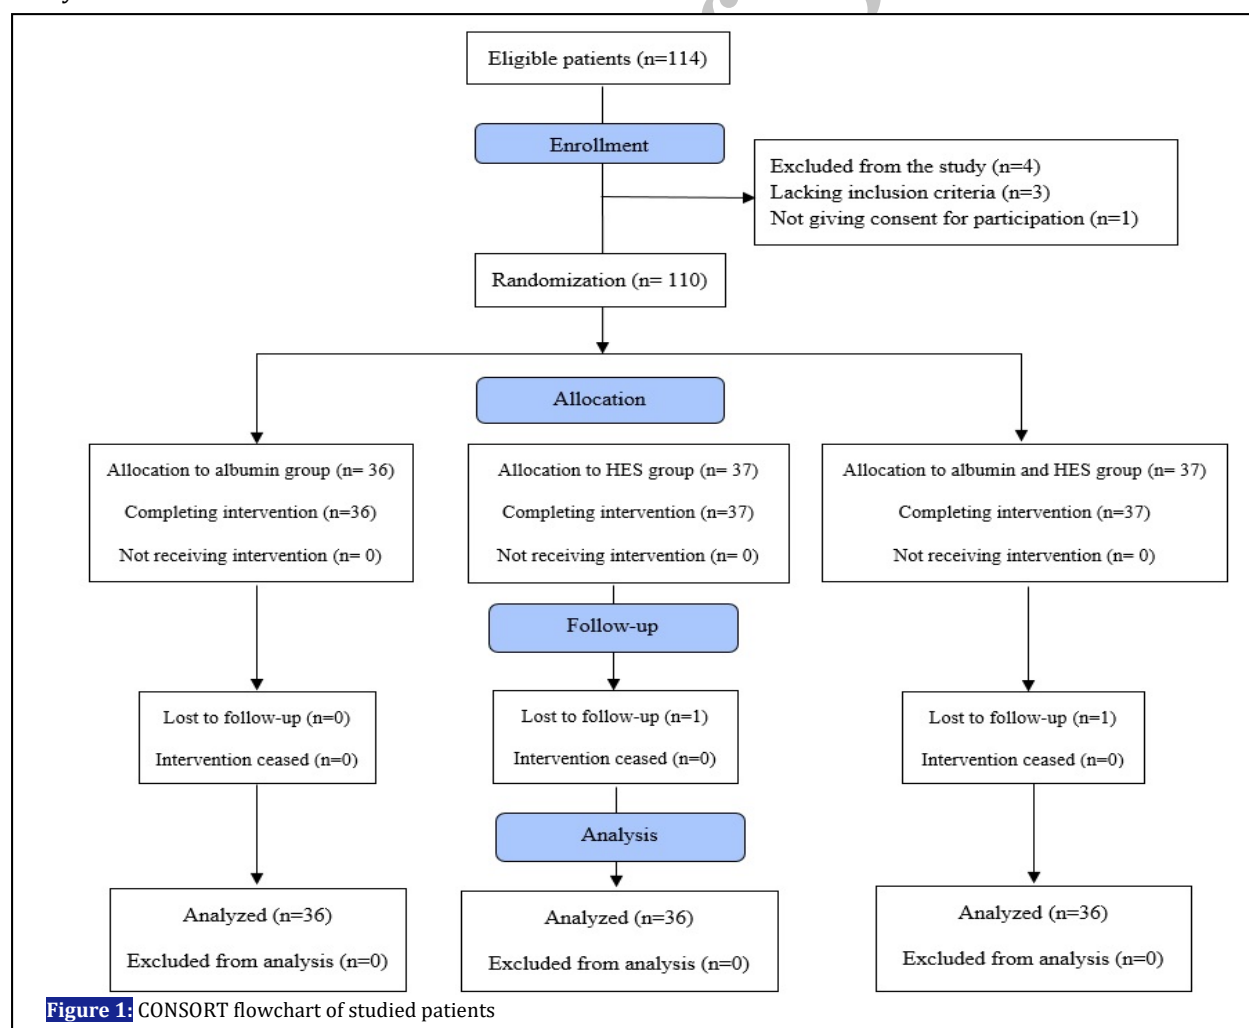 Eligible patients (n=114)
Enrollment
Excluded from the study (n=4)
Lacking inclusion criteria (n=3)
Not giving consent for participation (n=1)
Randomization (n= 110)
Allocation
Allocation to albumin group (n= 36)
Completing intervention (n=36)
Not receiving intervention (n= 0)
Allocation to HES group (n= 37)
Completing intervention (n=37)
Not receiving intervention (n= 0)
Allocation to albumin and HES group (n= 37)
Completing intervention (n=37)
Not receiving intervention (n= 0)
Follow-up
Lost to follow-up (n=0)
Intervention ceased (n=0)
Lost to follow-up (n=1)
Intervention ceased (n=0)
Lost to follow-up (n=1)
Intervention ceased (n=0)
Analysis
Analyzed (n=36)
Excluded from analysis (n=0)
Analyzed (n=36)
Excluded from analysis (n=0)
Analyzed (n=36)
Excluded from analysis (n=0)
Figure 1: CONSORT flowchart of studied patients